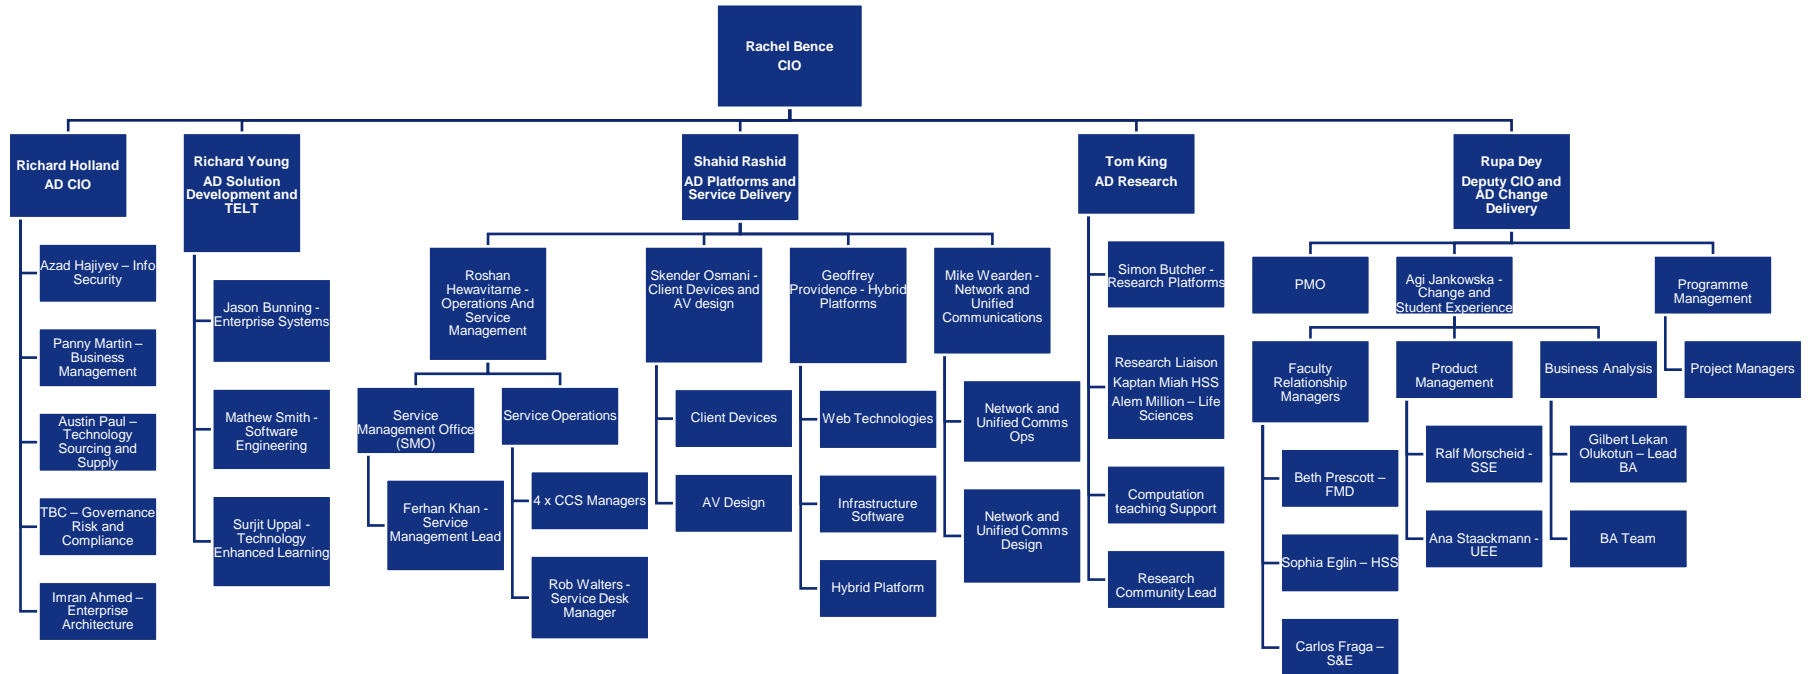 Rachel Bence
CIO
Richard Holland
AD CIO
Azad Hajiyev – Info
Security
Panny Martin –
Business
Management
Austin Paul –
Technology
Sourcing and
Supply
TBC – Governance
Risk and
Compliance
Imran Ahmed –
Enterprise
Architecture
Richard Young
AD Solution
Development and
TELT
Jason Bunning -
Enterprise Systems
Mathew Smith -
Software
Engineering
Surjit Uppal -
Technology
Enhanced Learning
Shahid Rashid
AD Platforms and
Service Delivery
Roshan
Hewavitarne -
Operations And
Service
Management
Service
Management Office
(SMO)
Ferhan Khan -
Service
Management Lead
Service Operations
4 x CCS Managers
Rob Walters -
Service Desk
Manager
Skender Osmani -
Client Devices and
AV design
Client Devices
AV Design
Geoffrey
Providence - Hybrid
Platforms
Web Technologies
Infrastructure
Software
Hybrid Platform
Mike Wearden -
Network and
Unified
Communications
Network and
Unified Comms
Ops
Network and
Unified Comms
Design
Tom King
AD Research
Simon Butcher -
Research Platforms
Research Liaison
Kaptan Miah HSS
Alem Million – Life
Sciences
Computation
teaching Support
Research
Community Lead
Rupa Dey
Deputy CIO and
AD Change
Delivery
PMO
Agi Jankowska -
Change and
Student Experience
Faculty
Relationship
Managers
Beth Prescott –
FMD
Sophia Eglin – HSS
Carlos Fraga –
S&E
Product
Management
Ralf Morscheid -
SSE
Ana Staackmann -
UEE
Business Analysis
Gilbert Lekan
Olukotun – Lead
BA
BA Team
Programme
Management
Project Managers